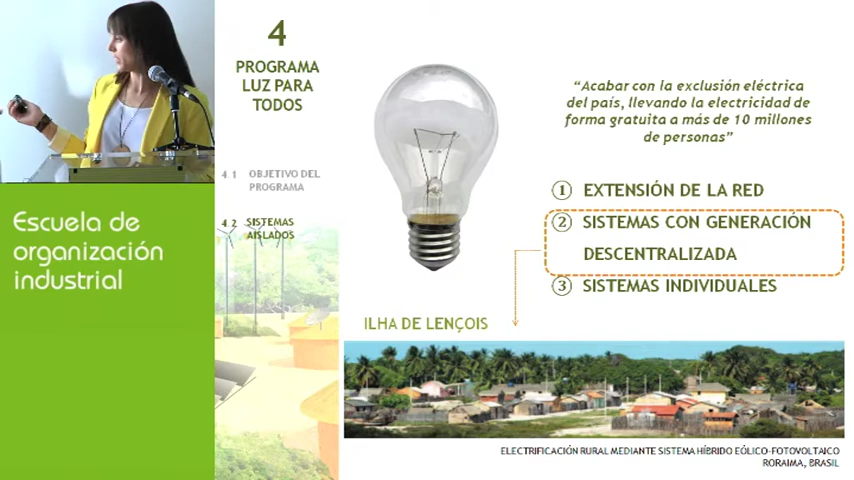 4
PROGRAMA
LUZ PARA
TODOS
4.1 OBJETIVO DEL
PROGRAMA
4.2 SISTEMAS
AISLADOS
Escuela de
organización
industrial
“Acabar con la exclusión eléctrica
del país, llevando la electricidad de
forma gratuita a más de 10 millones
de personas”
1 EXTENSIÓN DE LA RED
2 SISTEMAS CON GENERACIÓN
DESCENTRALIZADA
3 SISTEMAS INDIVIDUALES
ILHA DE LENÇOIS
ELECTRIFICACIÓN RURAL MEDIANTE SISTEMA HÍBRIDO EÓLICO-FOTOVOLTAICO
RORAIMA, BRASIL